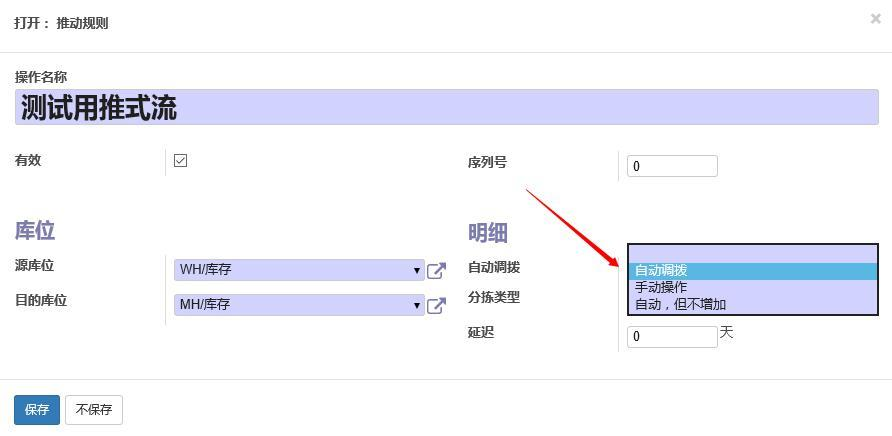 打开： 推动规则
×
操作名称
测试用推式流
有效
序列号
0
库位
明细
源库位
WH/库存
自动调拨
自动调拨
手动操作
自动，但不增加
目的库位
MH/库存
分拣类型
延迟
0
天
保存
不保存